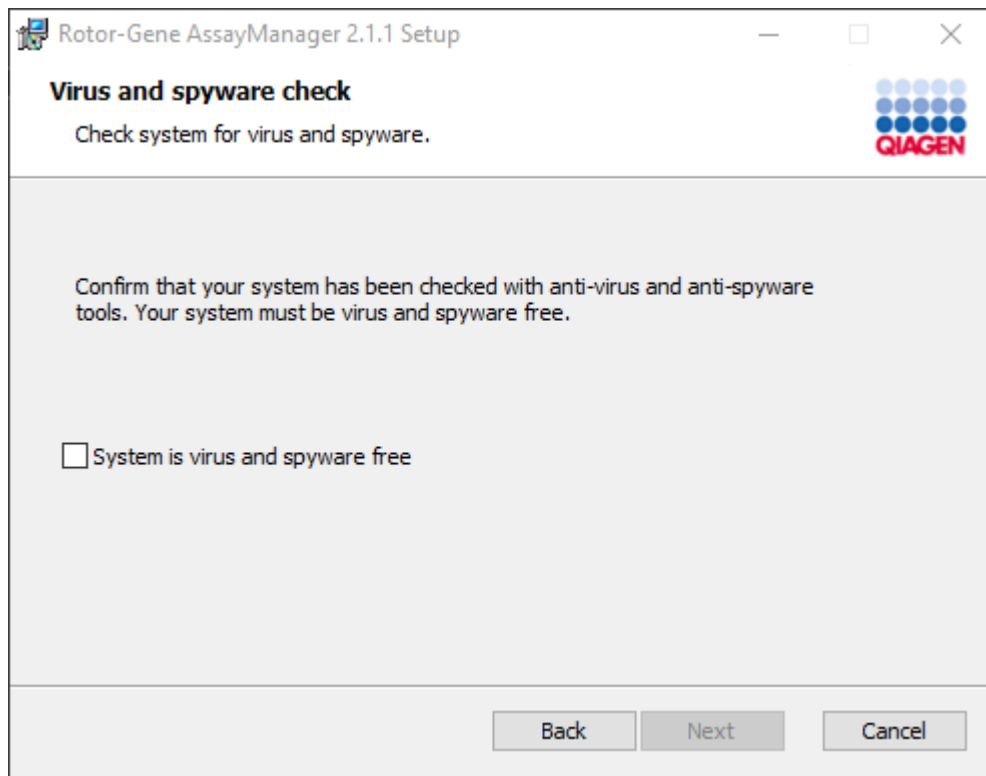 Rotor-Gene AssayManager 2.1.1 Setup
Virus and spyware check
Check system for virus and spyware.
QIAGEN
Confirm that your system has been checked with anti-virus and anti-spyware
tools. Your system must be virus and spyware free.
System is virus and spyware free
Back Next Cancel